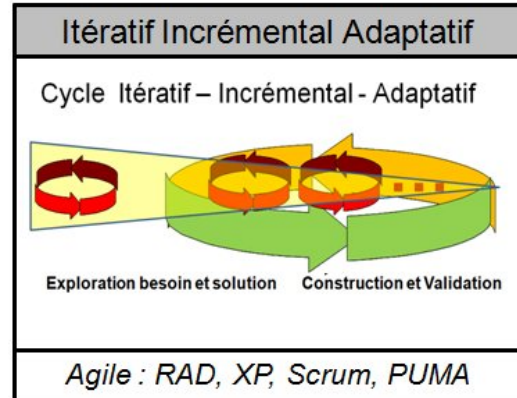 Itératif Incrémental Adaptatif
Cycle Itératif – Incrémental - Adaptatif
Exploration besoin et solution Construction et Validation
Agile : RAD, XP, Scrum, PUMA